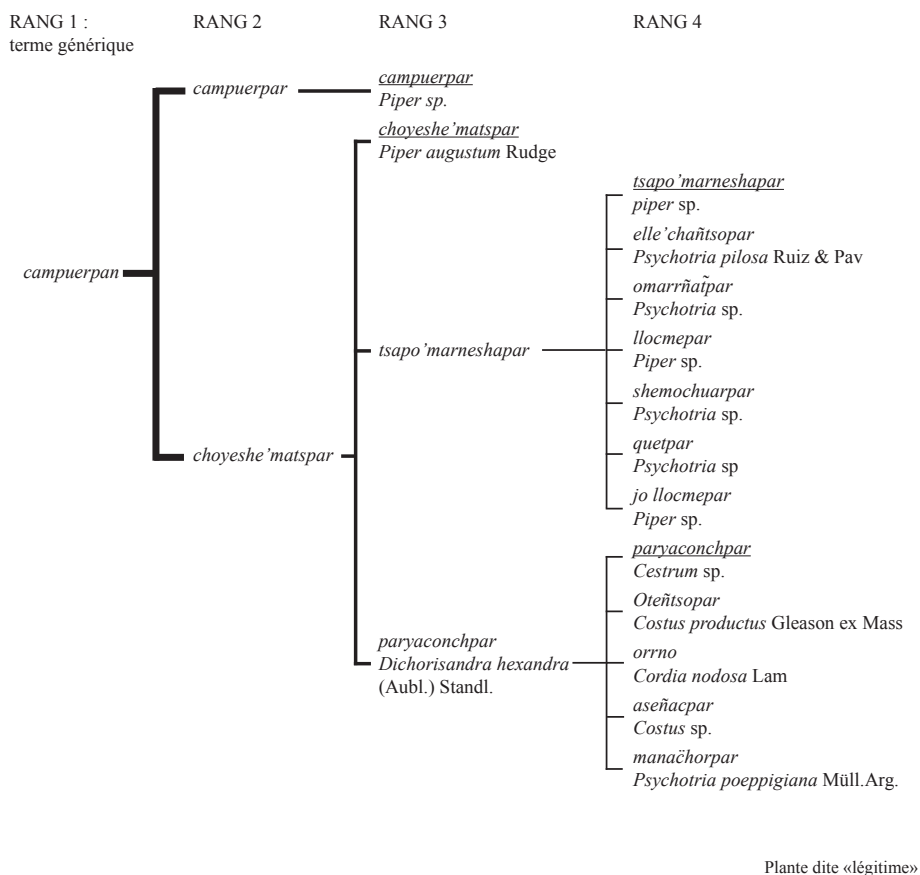 RANG 1 :
terme générique
RANG 2
RANG 3
RANG 4
campuerpan
campuerpar
campuerpar
Piper sp.
choyeshe’matspar
choyeshe’matspar
Piper augustum Rudge
tsapo’marneshapar
tsapo’marneshapar
piper sp.
elle’chañtsopar
Psychotria pilosa Ruiz & Pav
omarrñat̃par
Psychotria sp.
llocmepar
Piper sp.
shemochuarpar
Psychotria sp.
quetpar
Psychotria sp
jo llocmepar
Piper sp.
paryaconchpar
Dichorisandra hexandra
(Aubl.) Standl.
paryaconchpar
Cestrum sp.
Oteñtsopar
Costus productus Gleason ex Mass
orrno
Cordia nodosa Lam
aseñacpar
Costus sp.
manac̈horpar
Psychotria poeppigiana Müll.Arg.
Plante dite «légitime»